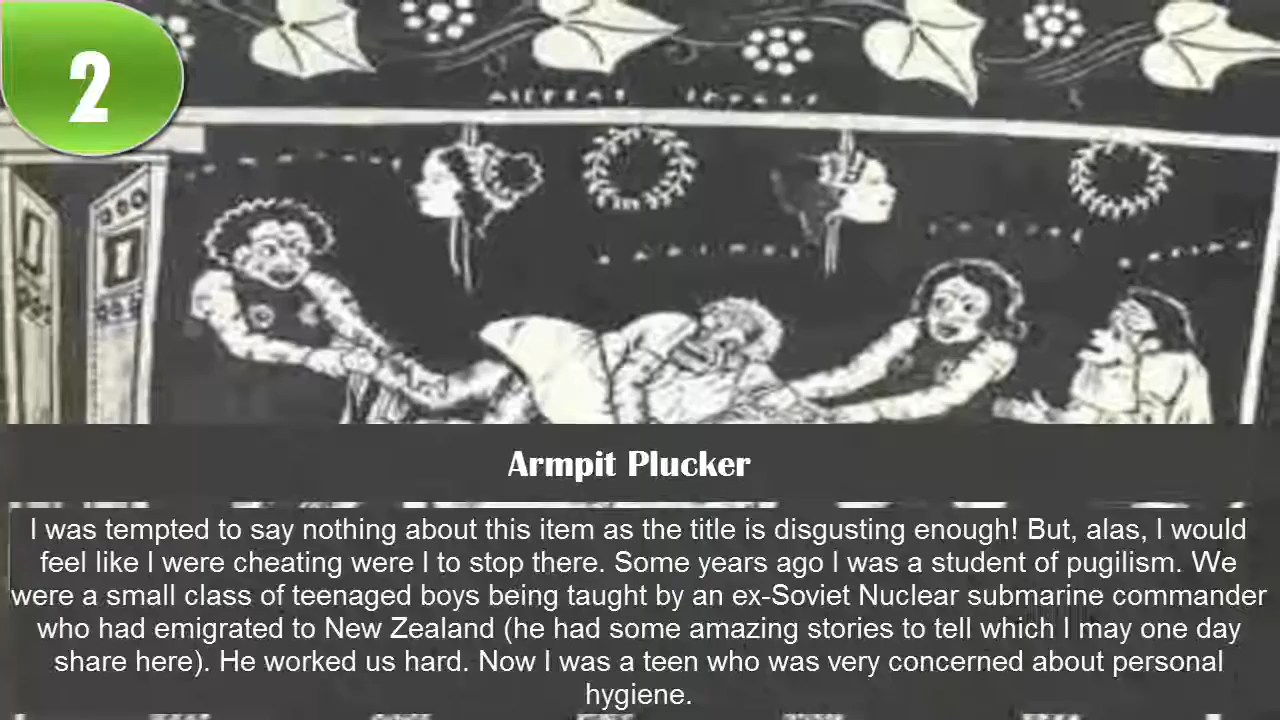 2
Armpit Plucker
I was tempted to say nothing about this item as the title is disgusting enough! But, alas, I would
feel like I were cheating were I to stop there. Some years ago I was a student of pugilism. We
were a small class of teenaged boys being taught by an ex-Soviet Nuclear submarine commander
who had emigrated to New Zealand (he had some amazing stories to tell which I may one day
share here). He worked us hard. Now I was a teen who was very concerned about personal
hygiene.